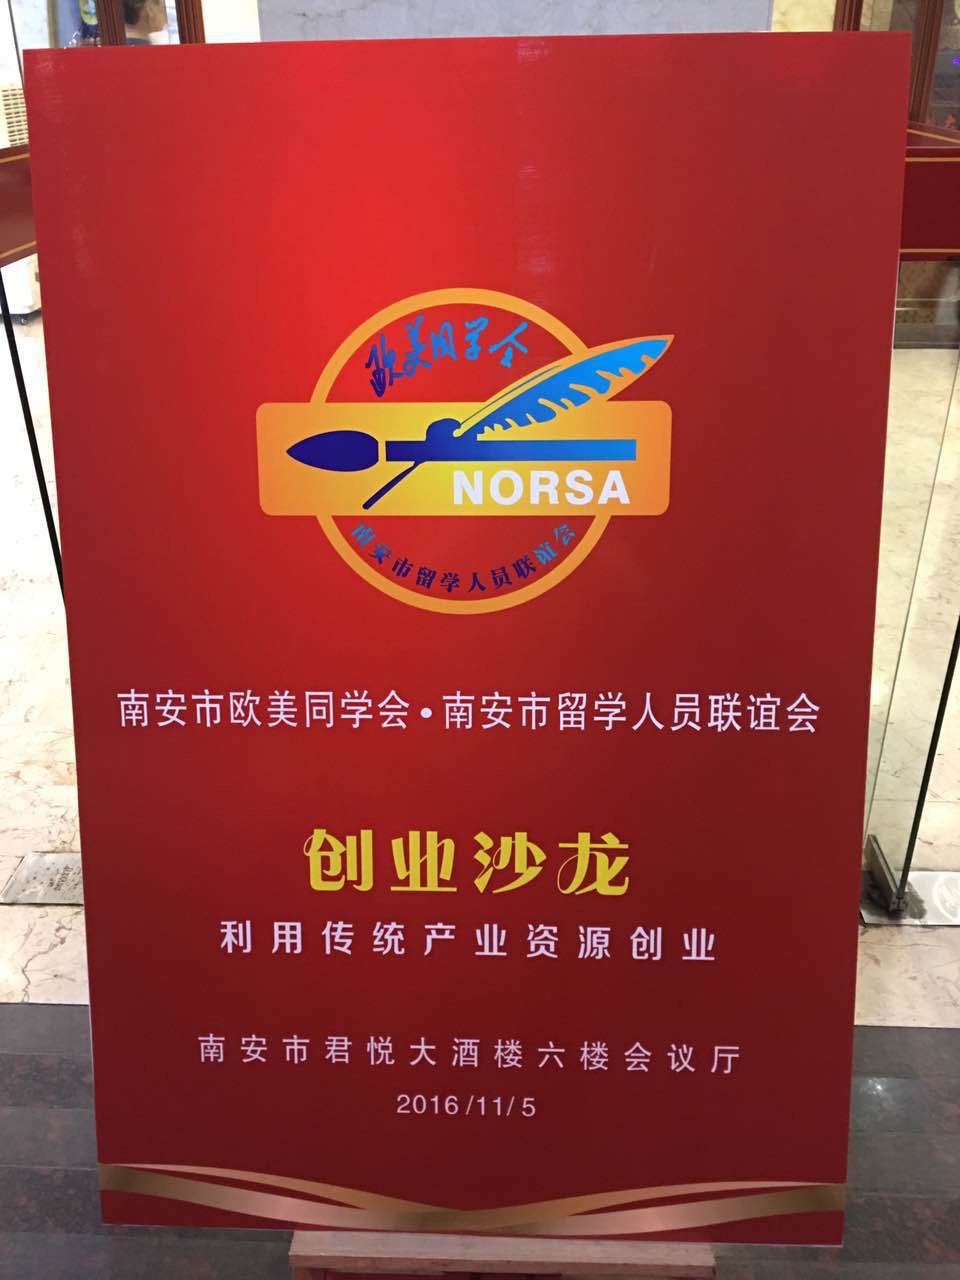 欧美同学会
NORSA
南安市留学人员联谊会
南安市欧美同学会•南安市留学人员联谊会
创业沙龙
利用传统产业资源创业
南安市君悦大酒楼六楼会议厅
2016/11/5